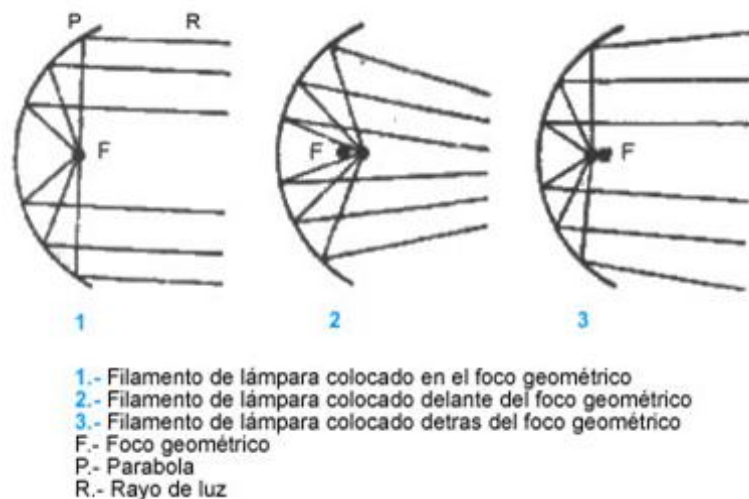 P R
F
F
F
1 2 3
1.- Filamento de lámpara colocado en el foco geométrico
2.- Filamento de lámpara colocado delante del foco geométrico
3.- Filamento de lámpara colocado detras del foco geométrico
F.- Foco geométrico
P.- Parabola
R.- Rayo de luz